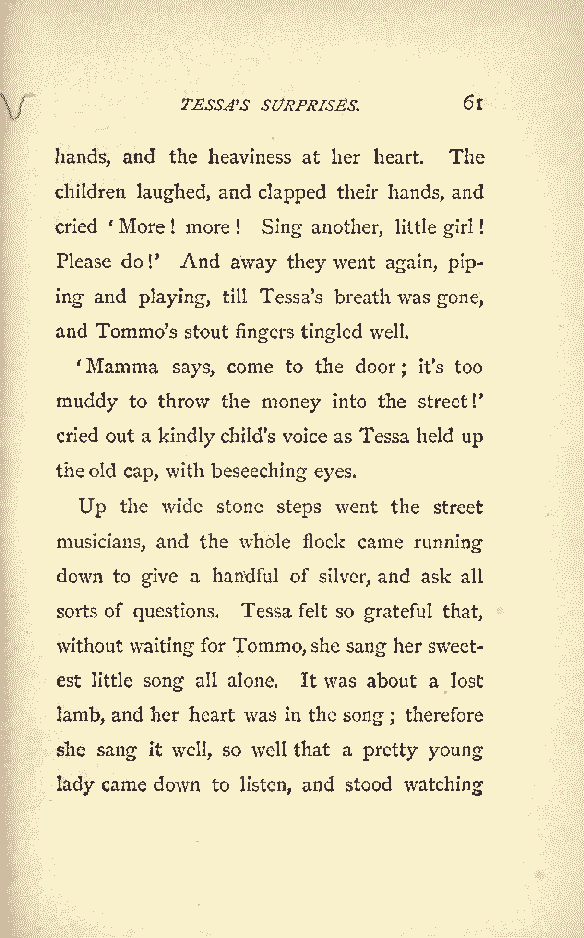 TESSA'S SURPRISES. 61
hands, and the heaviness at her heart. The
children laughed, and clapped their hands, and
cried 'More! more! Sing another, little girl!
Please do!' And away they went again, pip-
ing and playing, till Tessa's breath was gone,
and Tommo's stout fingers tingled well.
'Mamma says, come to the door; it's too
muddy to throw the money into the street!'
cried out a kindly child's voice as Tessa held up
the old cap, with beseeching eyes.
Up the wide stone steps went the street
musicians, and the whole flock came running
down to give a handful of silver, and ask all
sorts of questions. Tessa felt so grateful that,
without waiting for Tommo, she sang her sweet-
est little song all alone. It was about a lost
lamb, and her heart was in the song; therefore
she sang it well, so well that a pretty young
lady came down to listen, and stood watching